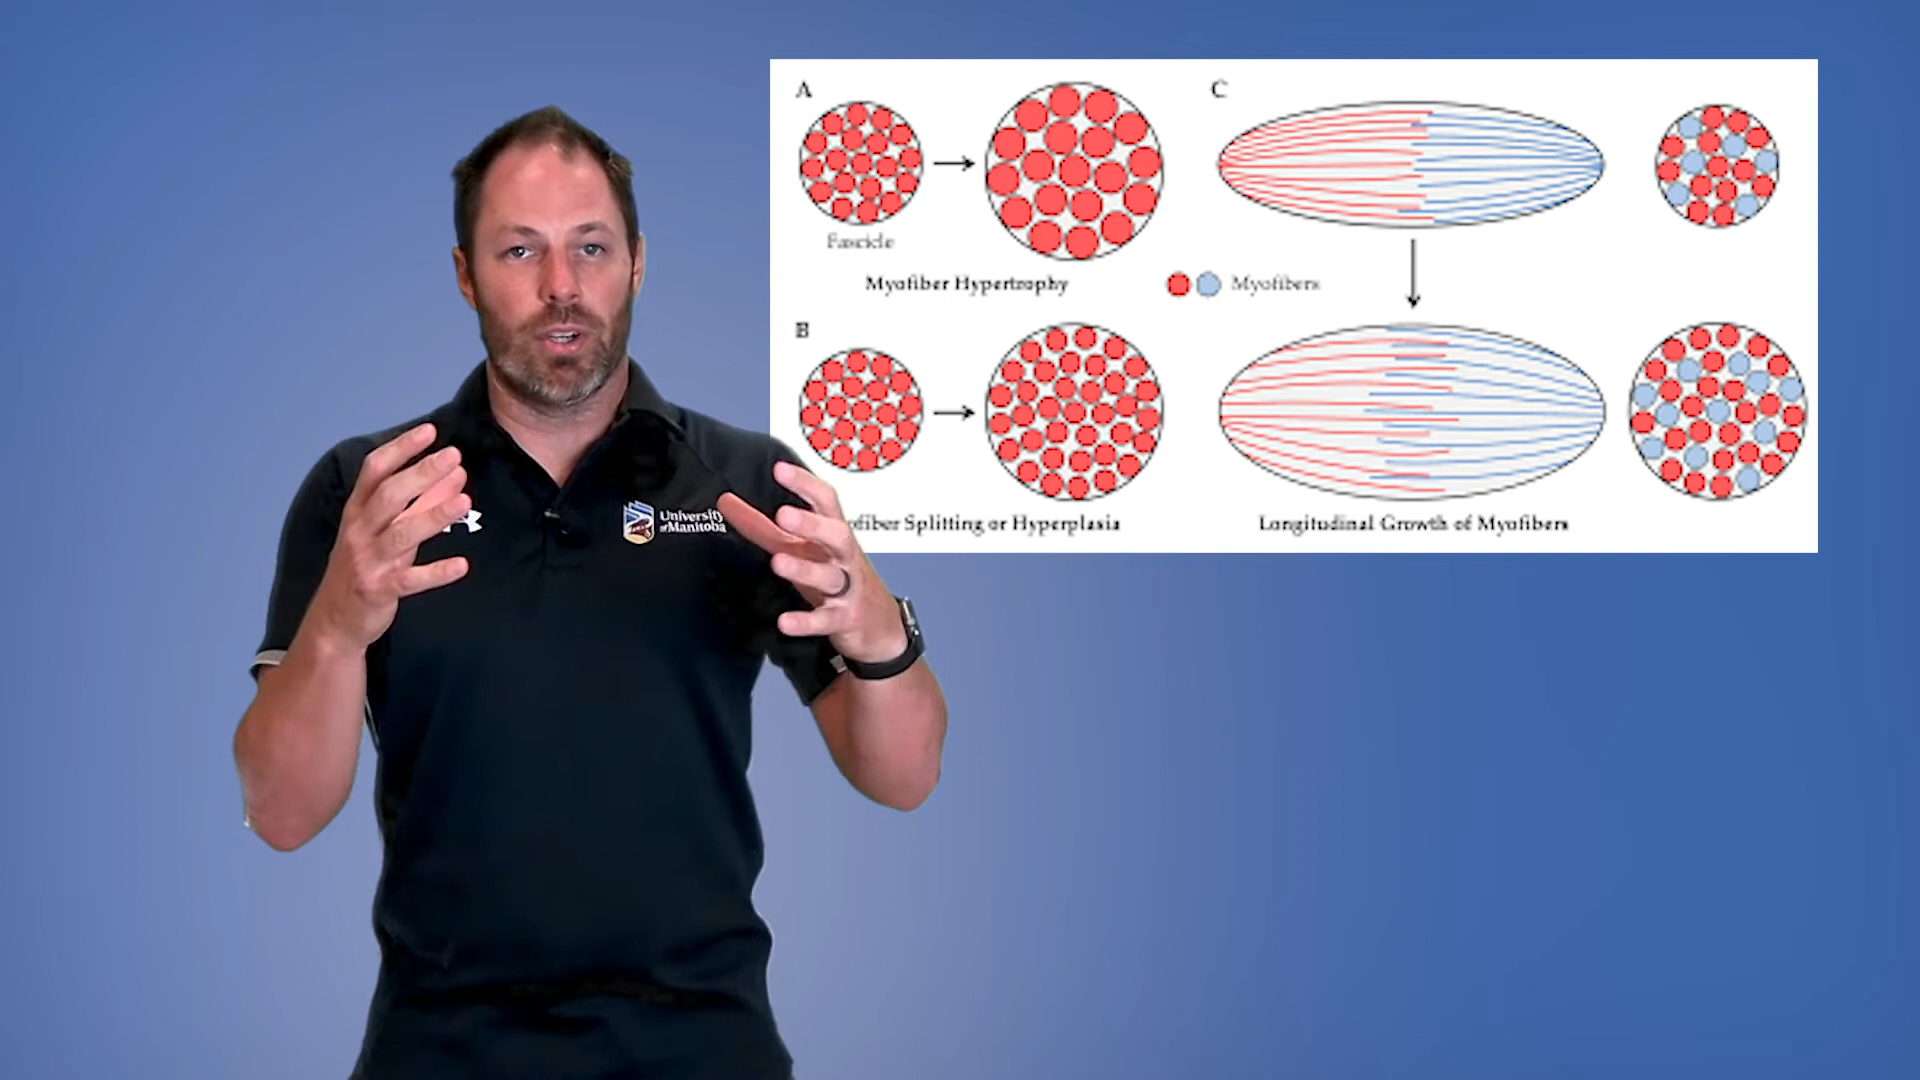 A
C
Fascicle
Myofiber Hypertrophy
Myofibers
B
University
of Manitoba
Splitting or Hyperplasia
Longitudinal Growth of Myofibers